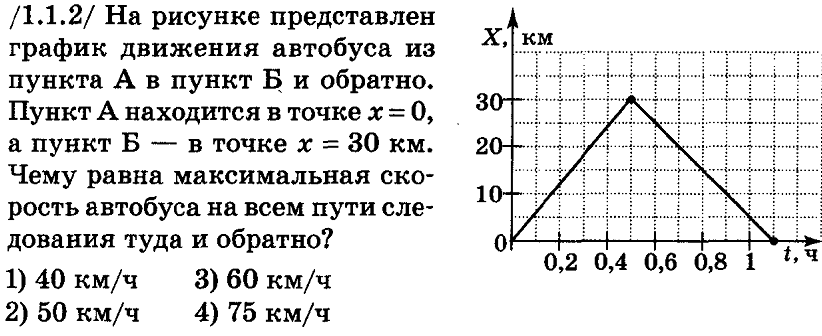 /1.1.2/ На рисунке представлен
график движения автобуса из
пункта А в пункт Б и обратно.
Пункт А находится в точке x = 0,
а пункт Б — в точке x = 30 км.
Чему равна максимальная ско-
рость автобуса на всем пути сле-
дования туда и обратно?
1) 40 км/ч 3) 60 км/ч
2) 50 км/ч 4) 75 км/ч
X, км
30
20
10
0
0,2 0,4 0,6 0,8 1 t, ч